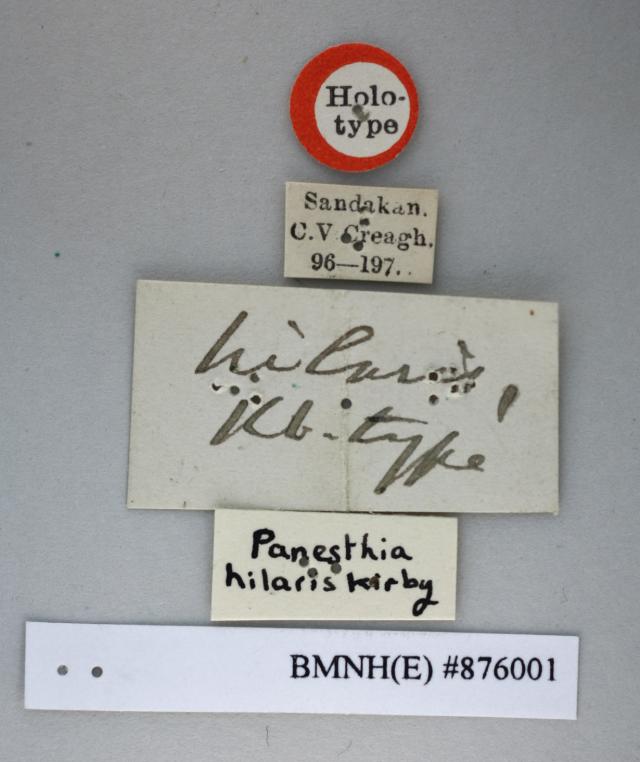 Holo-
type
Sandakan.
C.V. Creagh.
96—197.
hilaris,
Kb. type
Panesthia
hilaris Kirby
BMNH(E) #876001